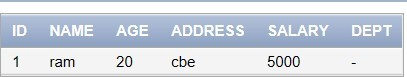 ID NAME AGE ADDRESS SALARY DEPT
1 ram 20 cbe 5000 -